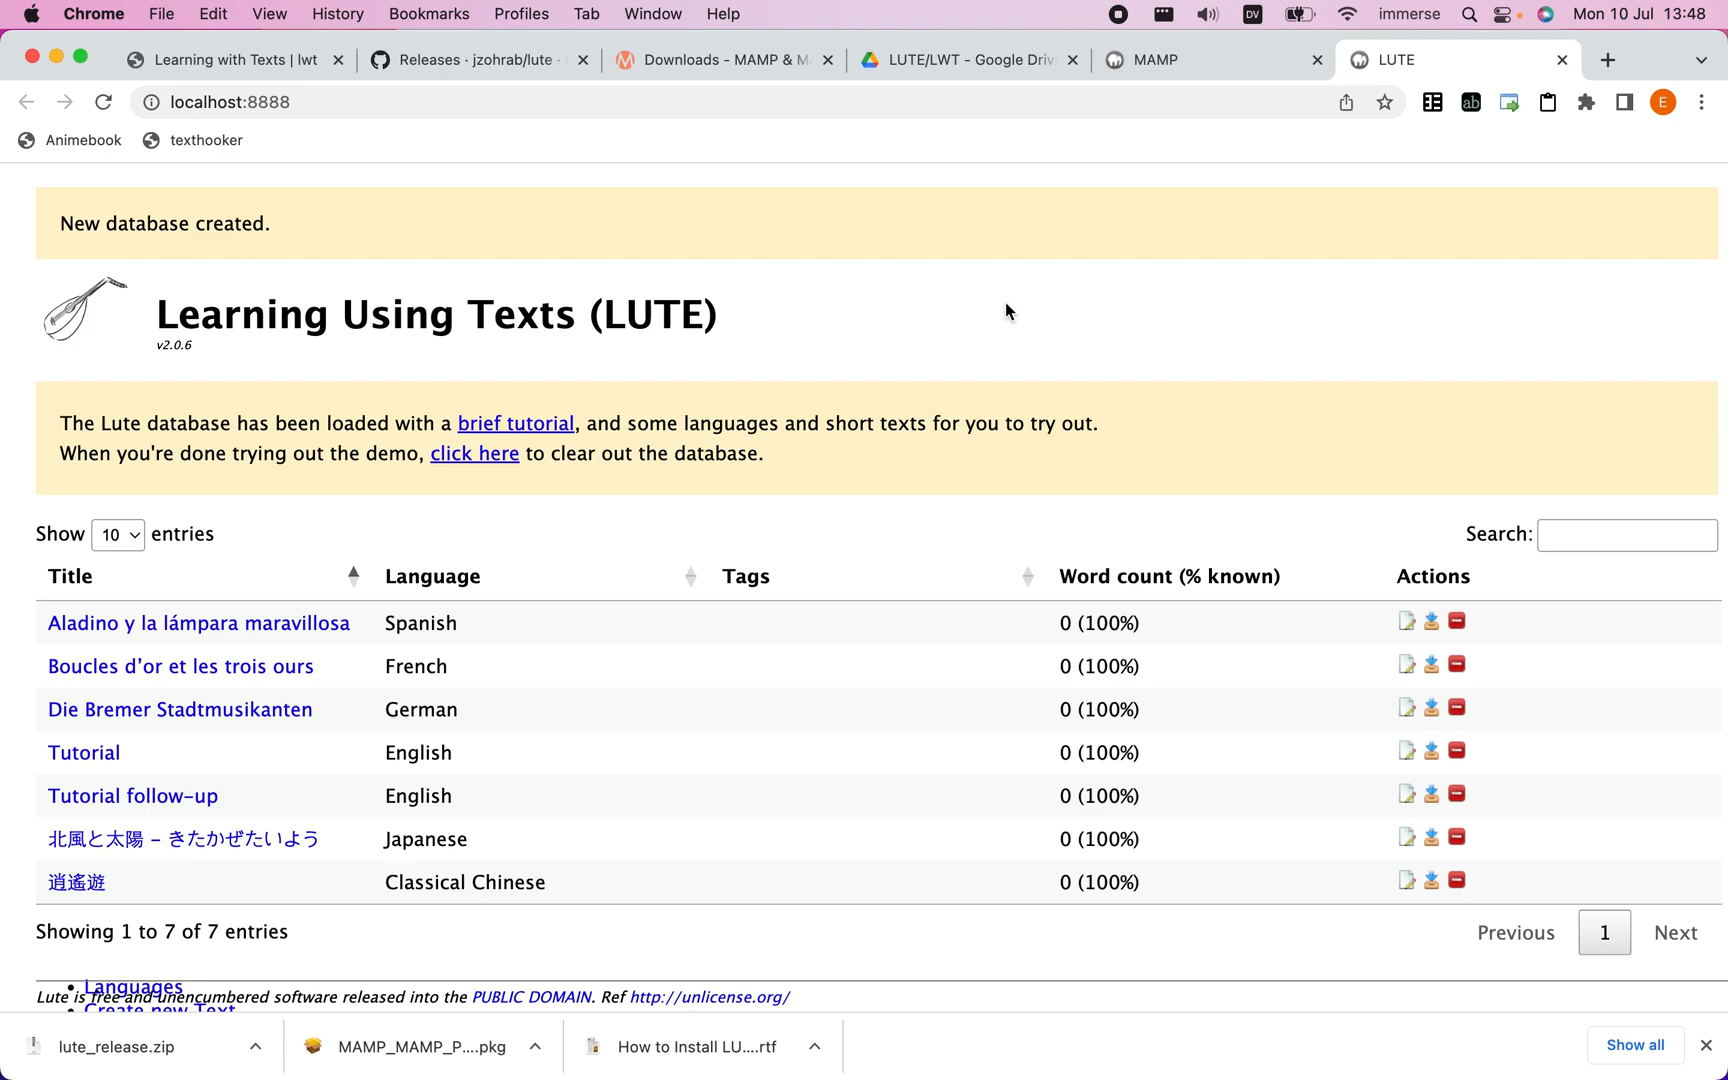 Chrome File Edit View History Bookmarks Profiles Tab Window Help DV immerse Mon 10 Jul 13:48
Learning with Texts | lwt Releases · jzohrab/lute · Downloads - MAMP & M LUTE/LWT - Google Driv MAMP LUTE
localhost:8888 ab E
Animebook texthooker
New database created.
Learning Using Texts (LUTE)
v2.0.6
The Lute database has been loaded with a brief tutorial, and some languages and short texts for you to try out.
When you're done trying out the demo, click here to clear out the database.
Show 10 entries Search:
Title Language Tags Word count (% known) Actions
Aladino y la lámpara maravillosa Spanish 0 (100%)
Boucles d’or et les trois ours French 0 (100%)
Die Bremer Stadtmusikanten German 0 (100%)
Tutorial English 0 (100%)
Tutorial follow-up English 0 (100%)
北風と太陽 - きたかぜたいよう Japanese 0 (100%)
逍遙遊 Classical Chinese 0 (100%)
Showing 1 to 7 of 7 entries Previous 1 Next
• Languages
Lute is free and unencumbered software released into the PUBLIC DOMAIN. Ref http://unlicense.org/
• Create new Text
lute_release.zip MAMP_MAMP_P....pkg How to Install LU....rtf Show all